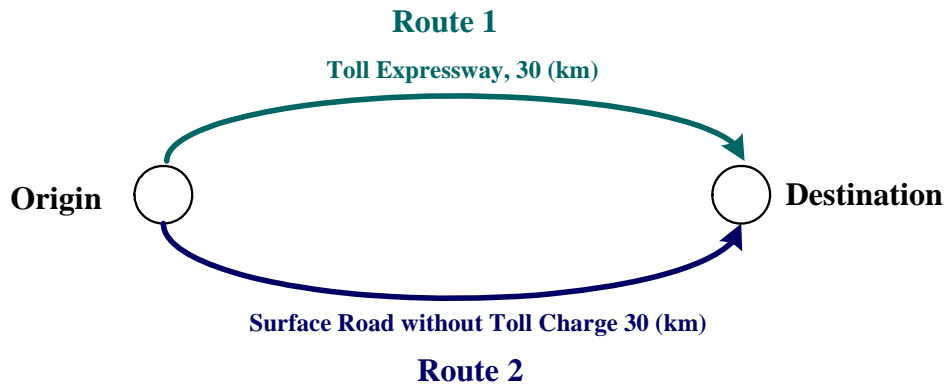 Route 1
Toll Expressway, 30 (km)
Origin
Destination
Surface Road without Toll Charge 30 (km)
Route 2